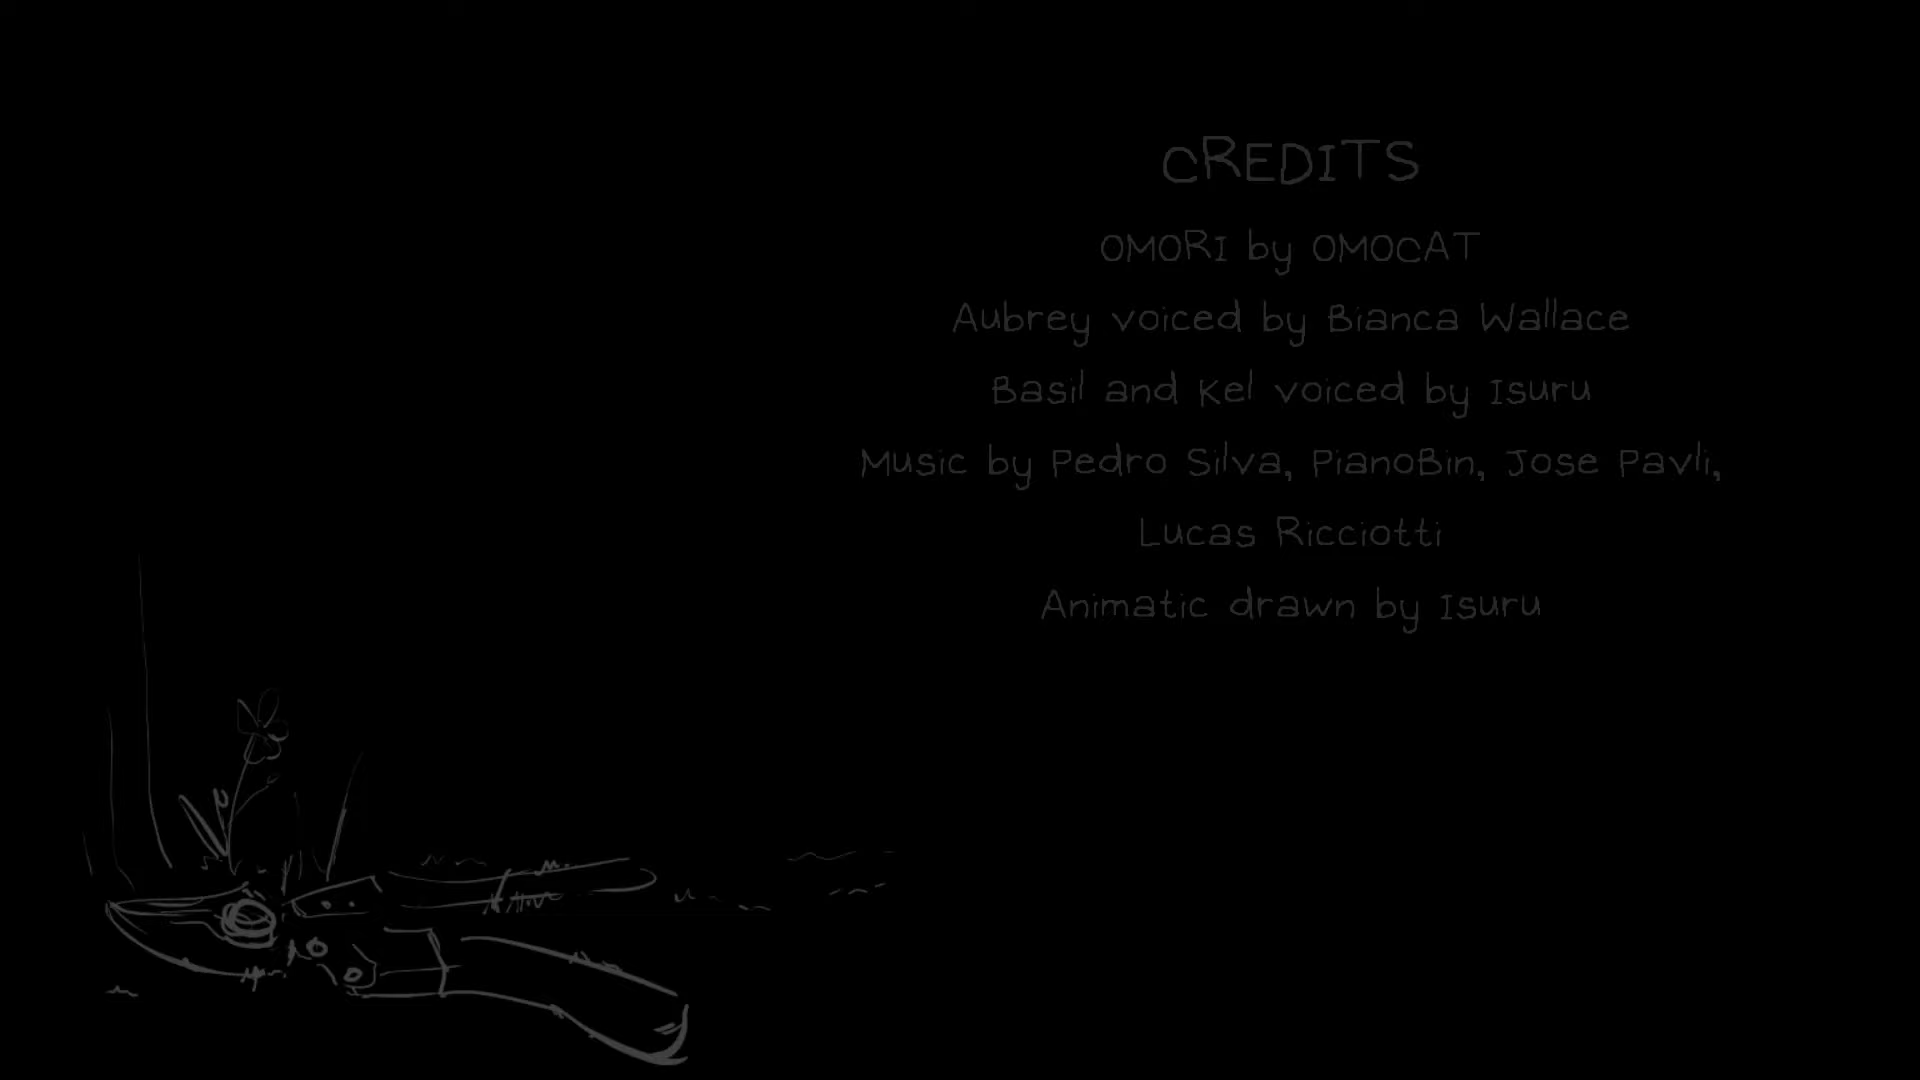 CREDITS
OMORI by OMOCAT
Aubrey voiced by Bianca Wallace
Basil and Kel voiced by Isuru
Music by Pedro Silva, PianoBin, Jose Pavli,
Lucas Ricciotti
Animatic drawn by Isuru